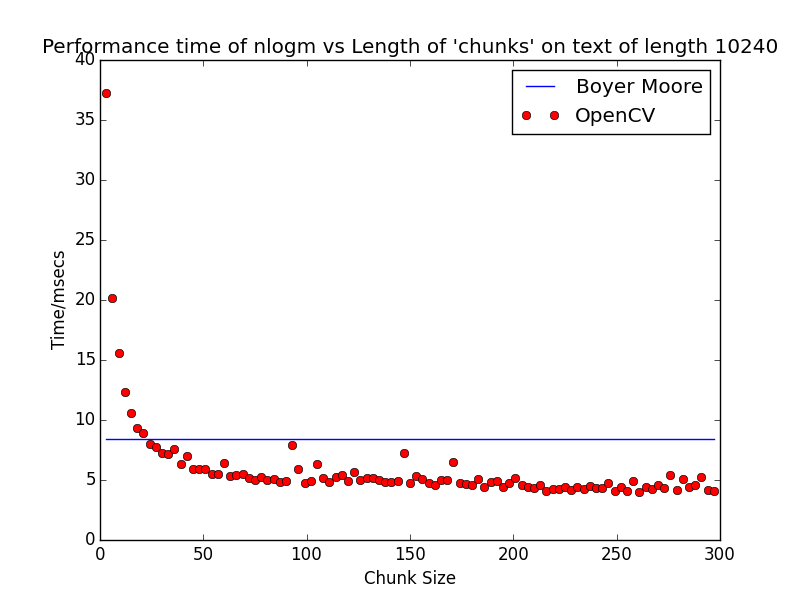 Performance time of nlogm vs Length of 'chunks' on text of length 10240
40
35
30
25
20
15
10
5
0
Time/msecs
Boyer Moore
OpenCV
0 50 100 150 200 250 300
Chunk Size